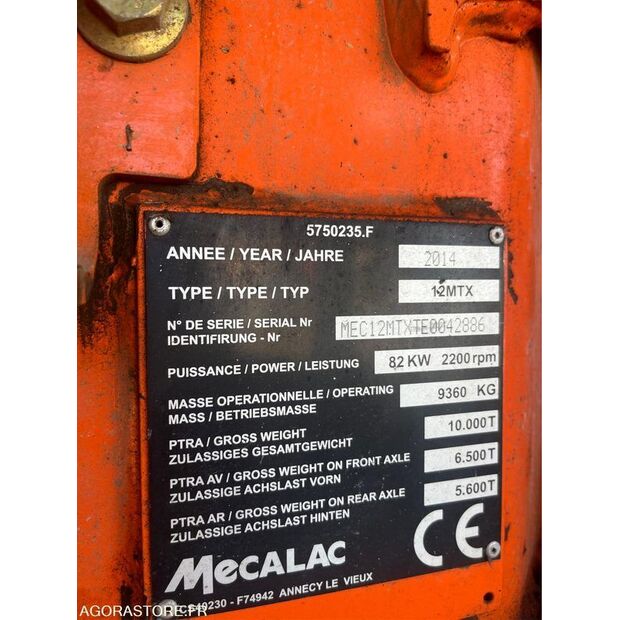 5750235.F
ANNEE / YEAR / JAHRE 2014
TYPE / TYPE / TYP 12MTX
N° DE SERIE / SERIAL Nr MEC12MTXTE0042886
IDENTIFIRUNG - Nr
PUISSANCE / POWER / LEISTUNG 82 KW 2200 rpm
MASSE OPERATIONNELLE / OPERATING 9360 KG
MASS / BETRIEBSMASSE
PTRA / GROSS WEIGHT 10.000T
ZULASSIGES GESAMTGEWICHT
PTRA AV / GROSS WEIGHT ON FRONT AXLE 6.500T
ZULASSIGE ACHSLAST VORN
PTRA AR / GROSS WEIGHT ON REAR AXLE 5.600T
ZULASSIGE ACHSLAST HINTEN
MECALAC CE
CS40230 - F74942 ANNECY LE VIEUX
AGORASTORE.FR